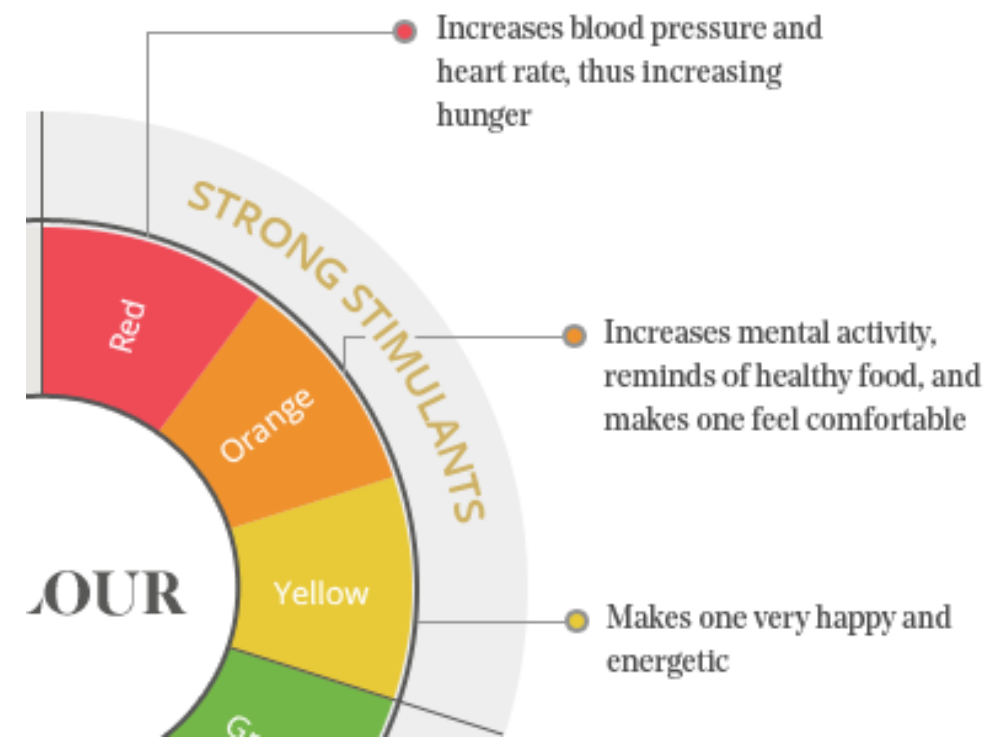 Increases blood pressure and
heart rate, thus increasing
hunger
STRONG STIMULANTS
Red
Increases mental activity,
reminds of healthy food, and
makes one feel comfortable
Orange
Yellow
OUR
Makes one very happy and
energetic